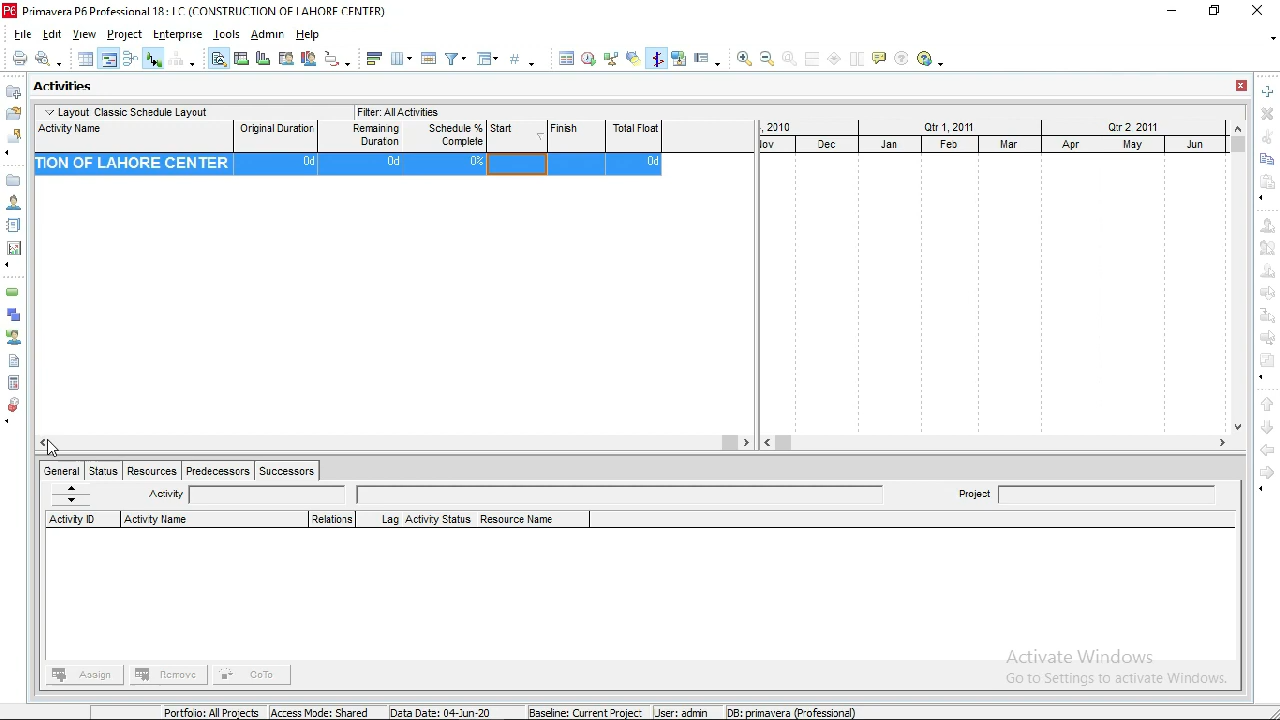 Primavera P6 Professional 18 : LC (CONSTRUCTION OF LAHORE CENTER)
File Edit View Project Enterprise Tools Admin Help
Activities
Layout: Classic Schedule Layout Filter: All Activities
Activity Name Original Duration Remaining Duration Schedule % Complete Start Finish Total Float
, 2010 Qtr 1, 2011 Qtr 2, 2011
Nov Dec Jan Feb Mar Apr May Jun
TION OF LAHORE CENTER 0d 0d 0% 0d
General Status Resources Predecessors Successors
Activity Project
Activity ID Activity Name Relations Lag Activity Status Resource Name
Assign Remove GoTo
Activate Windows
Go to Settings to activate Windows.
Portfolio: All Projects Access Mode: Shared Data Date: 04-Jun-20 Baseline: Current Project User: admin DB: primavera (Professional)